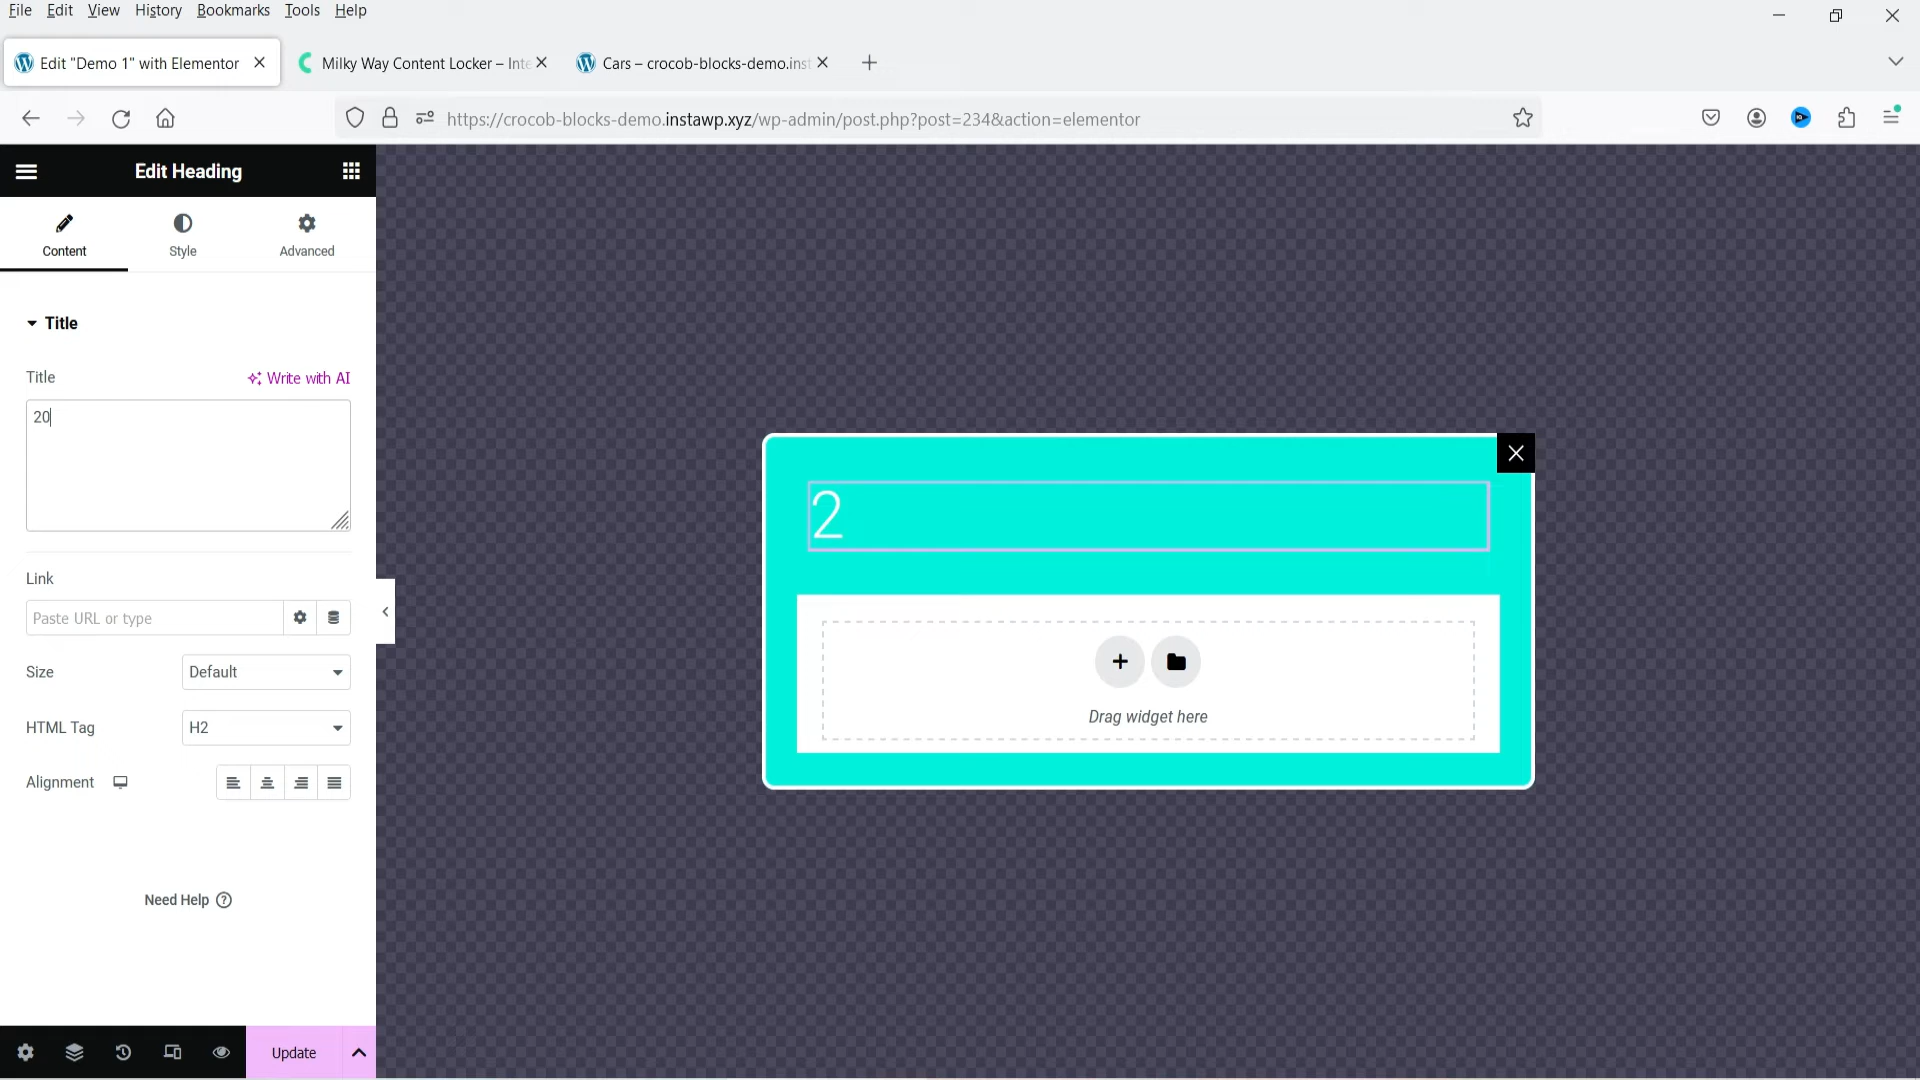 File Edit View History Bookmarks Tools Help
Edit "Demo 1" with Elementor
Milky Way Content Locker – Inte
Cars – crocob-blocks-demo.inst
https://crocob-blocks-demo.instawp.xyz/wp-admin/post.php?post=234&action=elementor
Edit Heading
Content
Style
Advanced
Title
Title
Write with AI
20
Link
Paste URL or type
Size
Default
HTML Tag
H2
Alignment
Need Help
Update
2
Drag widget here